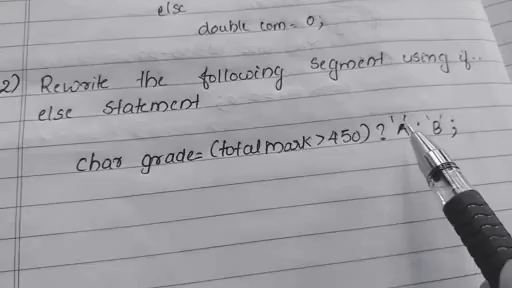 else
double com = 0;
2) Rewrite the following segment using if..
else statement
char grade= (totalmark>450) ? 'A' : 'B' ;